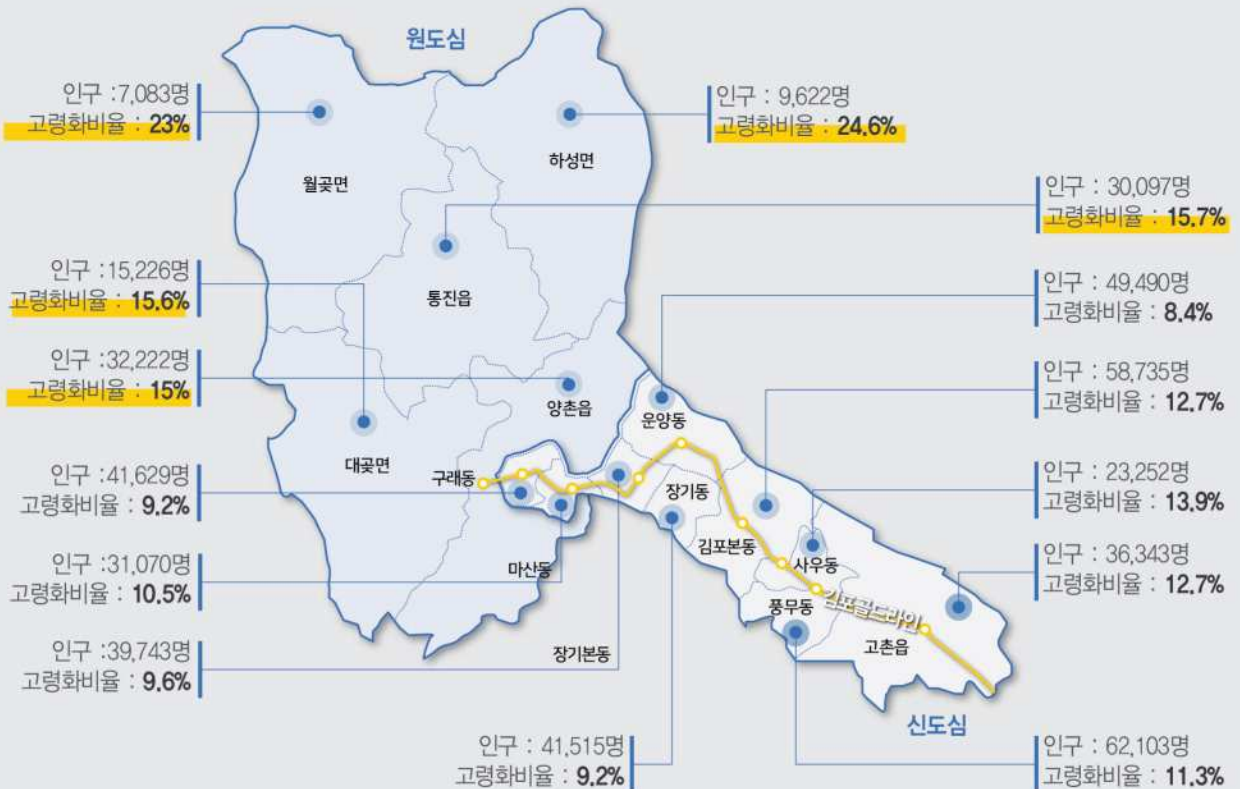 원도심
인구 :7,083명
고령화비율 : 23%
인구 : 9,622명
고령화비율 : 24.6%
하성면
월곶면
인구 : 30,097명
고령화비율 : 15.7%
인구 :15,226명
고령화비율 : 15.6%
통진읍
인구 : 49,490명
고령화비율 : 8.4%
인구 :32,222명
고령화비율 : 15%
인구 : 58,735명
고령화비율 : 12.7%
양촌읍
운양동
대곶면
구래동
인구 :41,629명
고령화비율 : 9.2%
장기동
인구 : 23,252명
고령화비율 : 13.9%
김포본동
사우동
인구 :31,070명
고령화비율 : 10.5%
마산동
인구 : 36,343명
고령화비율 : 12.7%
풍무동
김포골드라인
고촌읍
인구 :39,743명
고령화비율 : 9.6%
장기본동
신도심
인구 : 41,515명
고령화비율 : 9.2%
인구 : 62,103명
고령화비율 : 11.3%